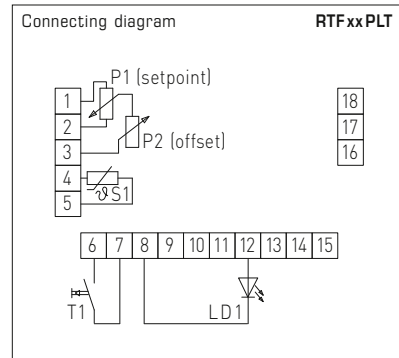 Connecting diagram RTFxxPLT
P1 (setpoint)
1 18
2 17
3 P2 (offset) 16
4
ϑ S1
5
6 7 8 9 10 11 12 13 14 15
T1 LD1